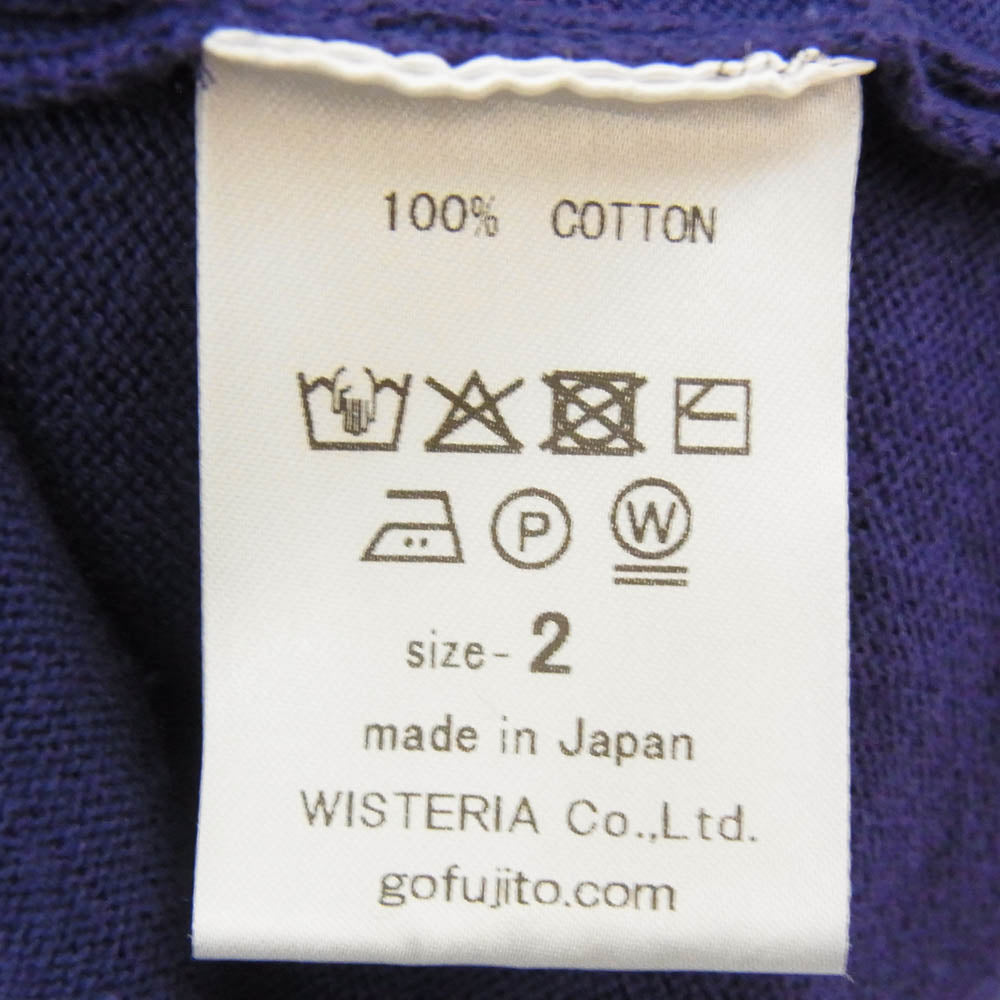 100% COTTON
P W
size- 2
made in Japan
WISTERIA Co.,Ltd.
gofujito.com